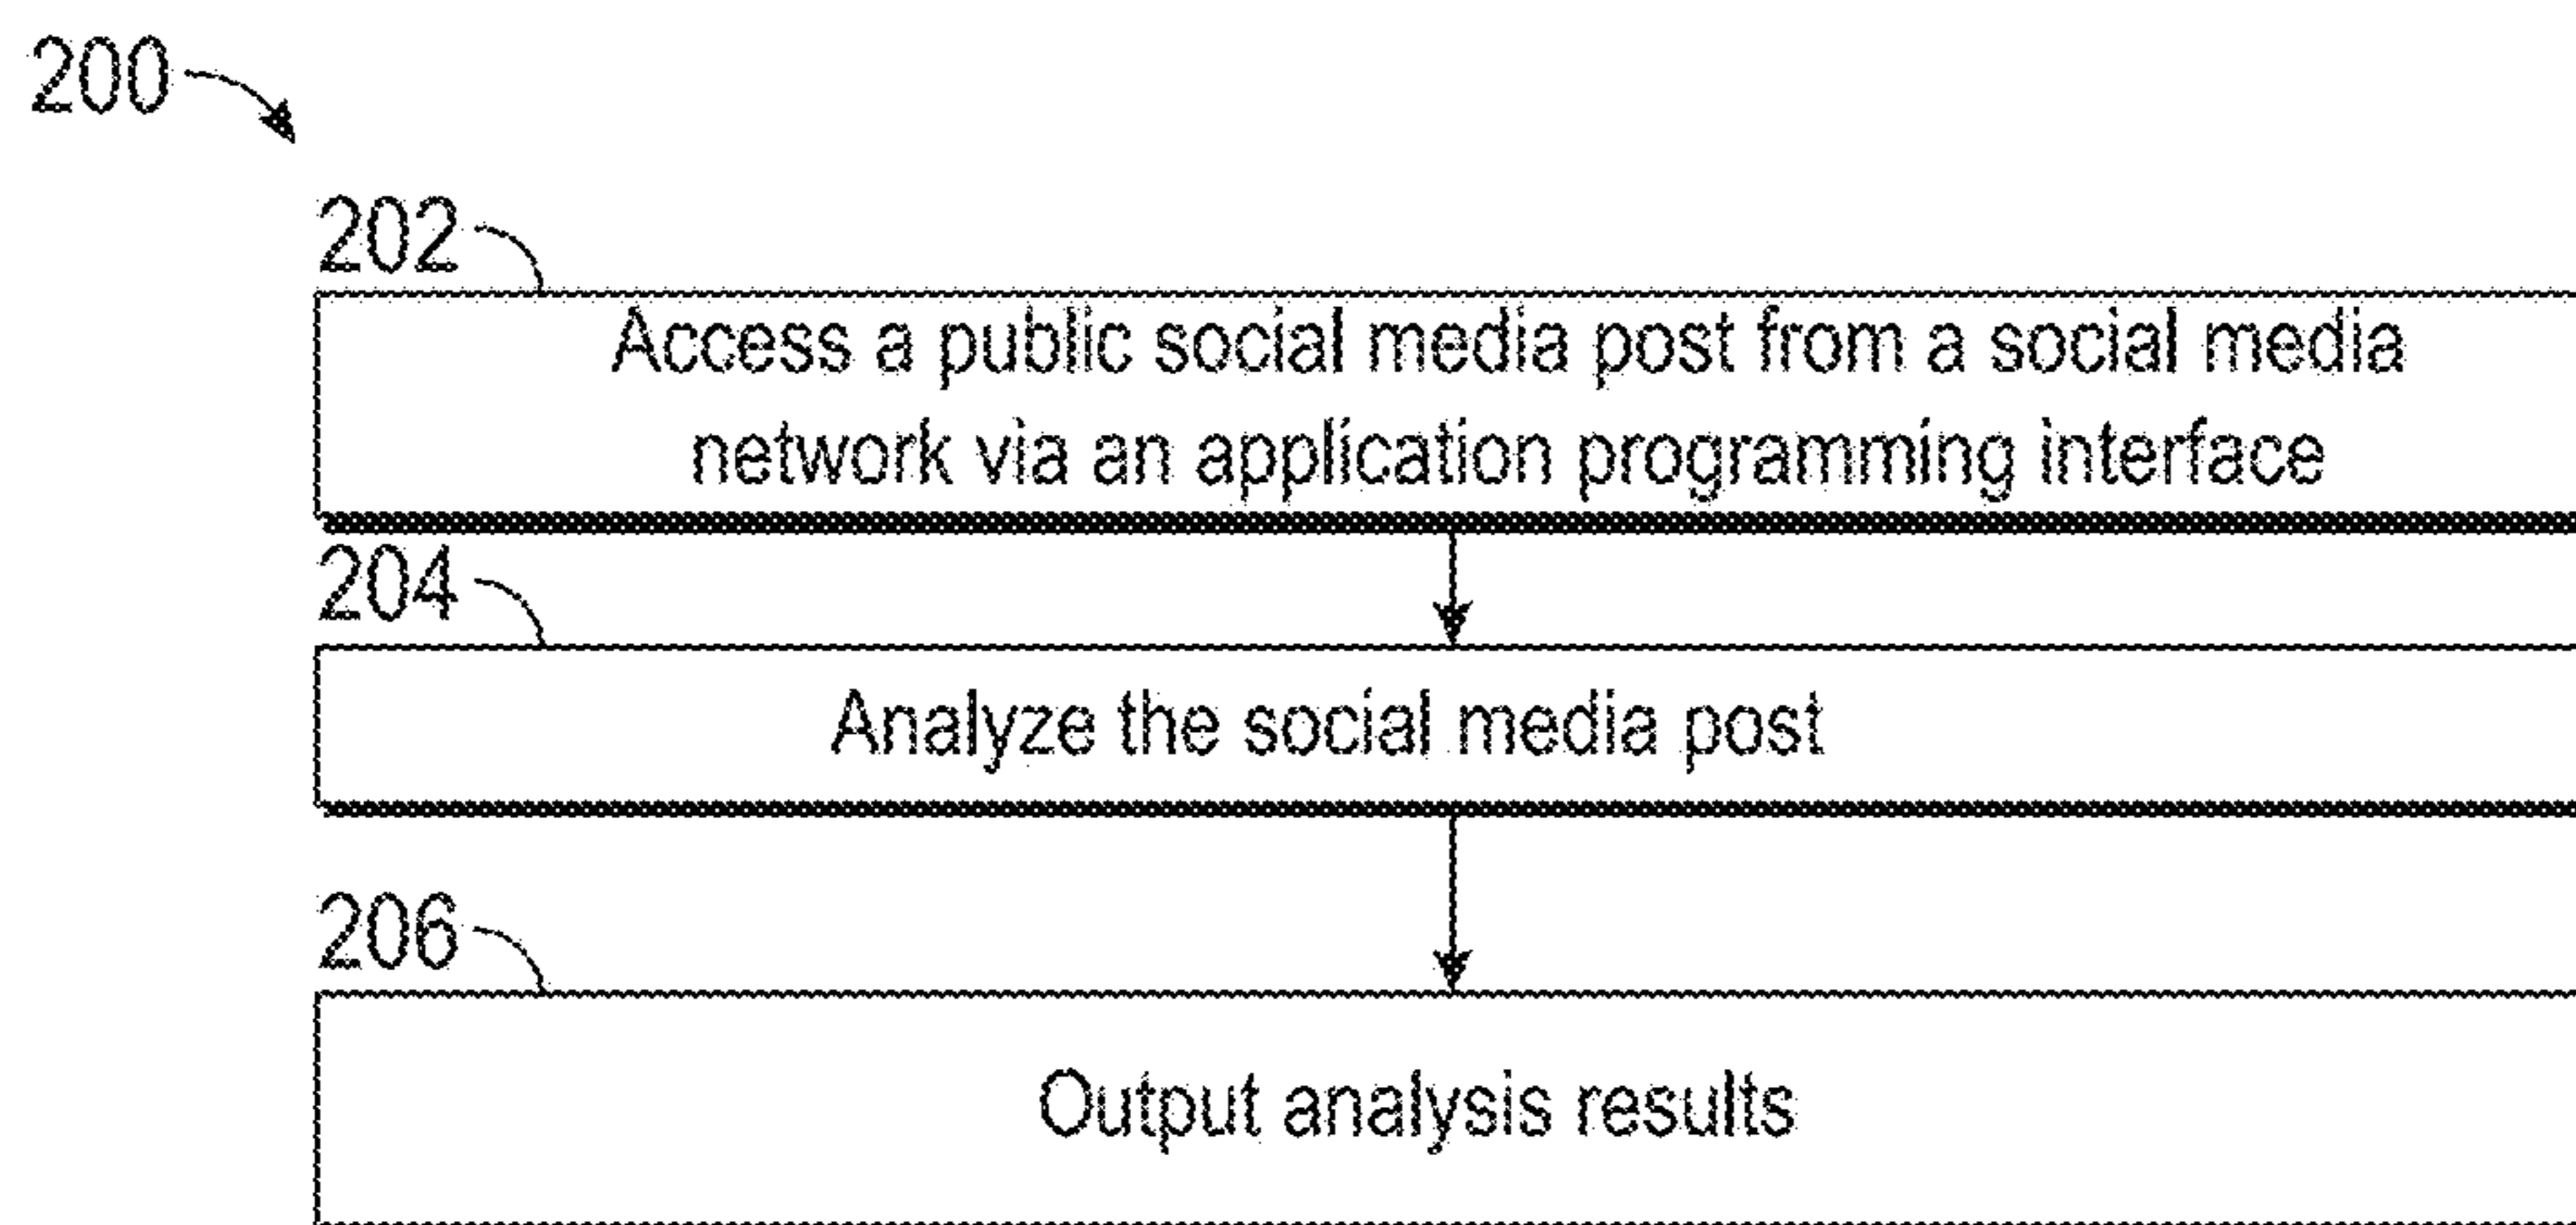 200
202
Access a public social media post from a social media
network via an application programming interface
204
Analyze the social media post
206
Output analysis results